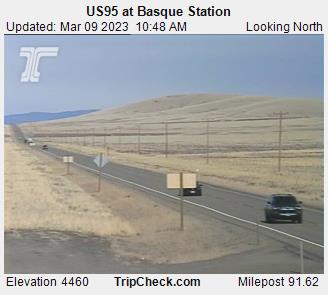 US95 at Basque Station
Updated: Mar 09 2023 10:48 AM Looking North
Elevation 4460 TripCheck.com Milepost 91.62